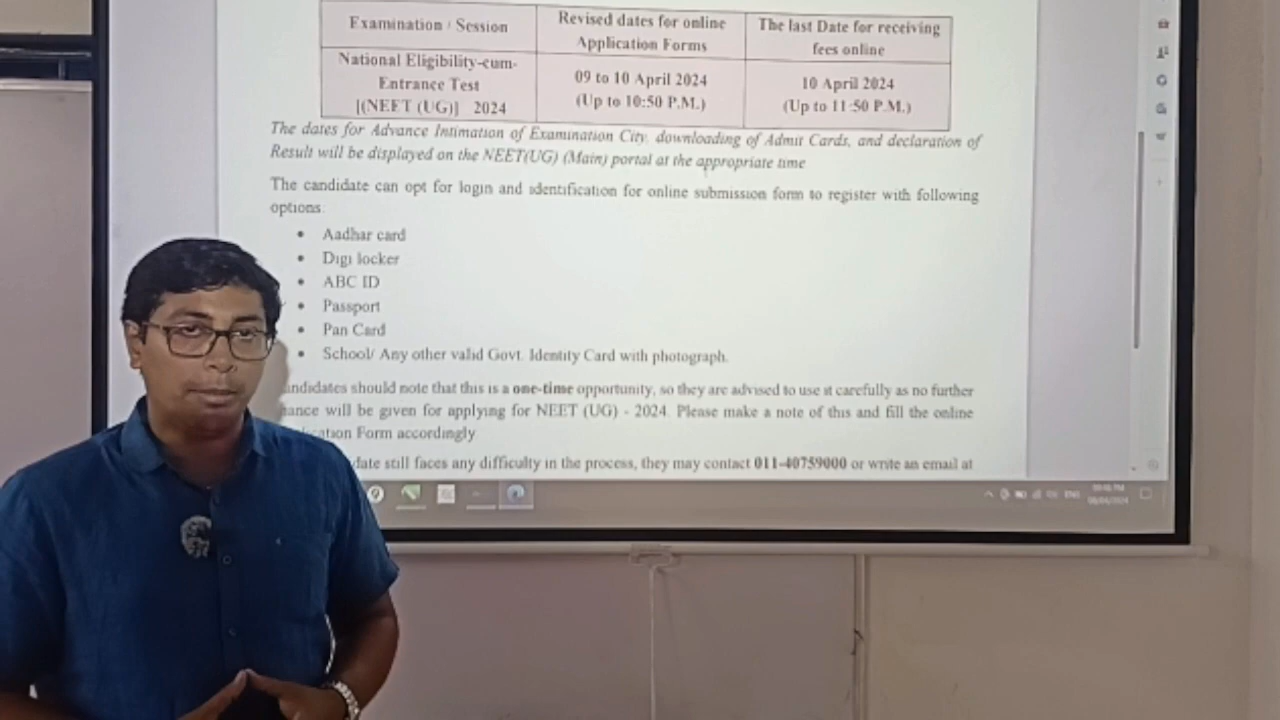 Examination / Session
Revised dates for online
Application Forms
The last Date for receiving
fees online
National Eligibility-cum-
Entrance Test
[(NEET (UG)] 2024
09 to 10 April 2024
(Up to 10:50 P.M.)
10 April 2024
(Up to 11:50 P.M.)
The dates for Advance Intimation of Examination City, downloading of Admit Cards, and declaration of
Result will be displayed on the NEET(UG) (Main) portal at the appropriate time
The candidate can opt for login and identification for online submission form to register with following
options:
• Aadhar card
• Digi locker
• ABC ID
• Passport
• Pan Card
• School/ Any other valid Govt. Identity Card with photograph.
andidates should note that this is a one-time opportunity, so they are advised to use it carefully as no further
hance will be given for applying for NEET (UG) - 2024. Please make a note of this and fill the online
ation Form accordingly
date still faces any difficulty in the process, they may contact 011-40759000 or write an email at
ENG